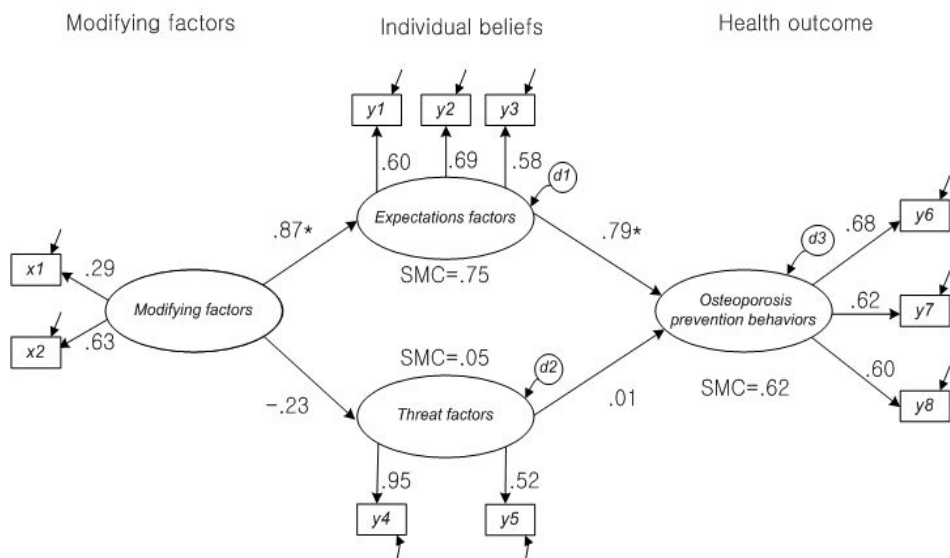 Modifying factors
Individual beliefs
Health outcome
y1
y2
y3
.60
.69
.58
d1
Expectations factors
.87*
.79*
SMC=.75
x1
.29
x2
.63
Modifying factors
y6
.68
d3
Osteoporosis
prevention behaviors
y7
.62
y8
.60
SMC=.62
SMC=.05
d2
-.23
.01
Threat factors
.95
.52
y4
y5